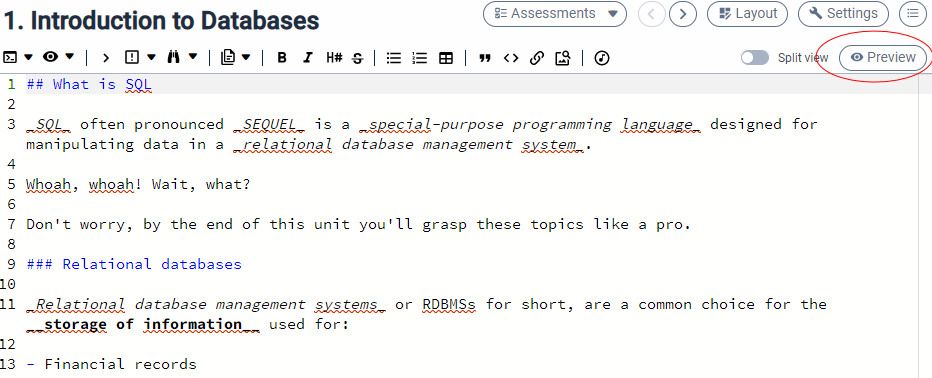 1. Introduction to Databases
Assessments
Layout
Settings
B I H# S
Split view
Preview
1 ## What is SQL
2
3 _SQL_ often pronounced _SEQUEL_ is a _special-purpose programming language_ designed for
manipulating data in a _relational database management system_.
4
5 Whoah, whoah! Wait, what?
6
7 Don't worry, by the end of this unit you'll grasp these topics like a pro.
8
9 ### Relational databases
10
11 _Relational database management systems_ or RDBMSs for short, are a common choice for the
__storage of information__ used for:
12
13 - Financial records